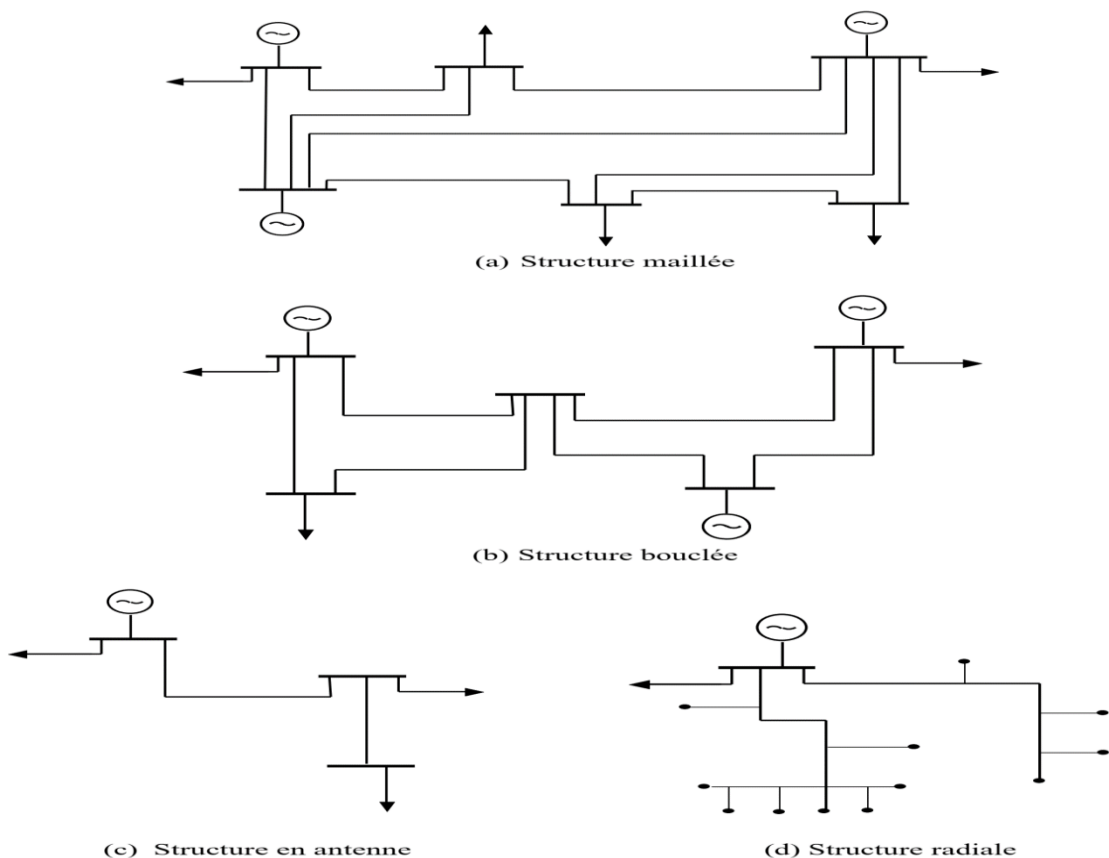 (a) Structure maillée
(b) Structure bouclée
(c) Structure en antenne
(d) Structure radiale